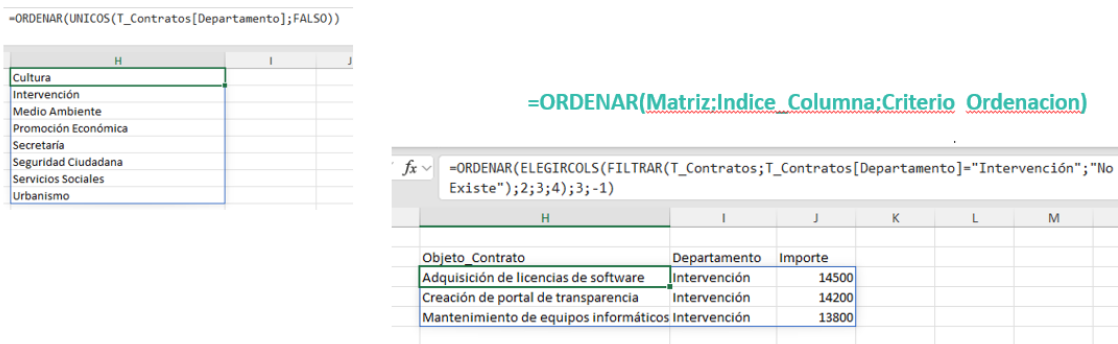 =ORDENAR(UNICOS(T_Contratos[Departamento];FALSO))
H I J
Cultura
Intervención
Medio Ambiente
Promoción Económica
Secretaría
Seguridad Ciudadana
Servicios Sociales
Urbanismo
=ORDENAR(Matriz;Indice_Columna;Criterio_Ordenacion)
fx =ORDENAR(ELEGIRCOLS(FILTRAR(T_Contratos;T_Contratos[Departamento]="Intervención";"No
Existe");2;3;4);3;-1)
H I J K L M
Objeto_Contrato Departamento Importe
Adquisición de licencias de software Intervención 14500
Creación de portal de transparencia Intervención 14200
Mantenimiento de equipos informáticos Intervención 13800